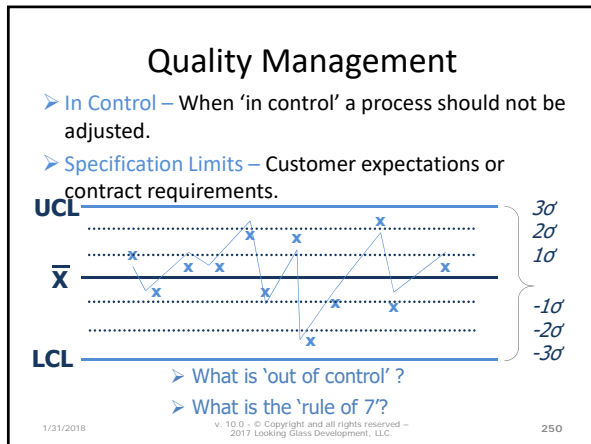 Quality Management
➢ In Control – When ‘in control’ a process should not be
adjusted.
➢ Specification Limits – Customer expectations or
contract requirements.
UCL
3σ
2σ
1σ
X̅
x x x x x x x x x x x x
-1σ
-2σ
-3σ
LCL
➢ What is ‘out of control’ ?
➢ What is the ‘rule of 7’?
1/31/2018
v. 10.0 - © Copyright and all rights reserved –
2017 Looking Glass Development, LLC.
250